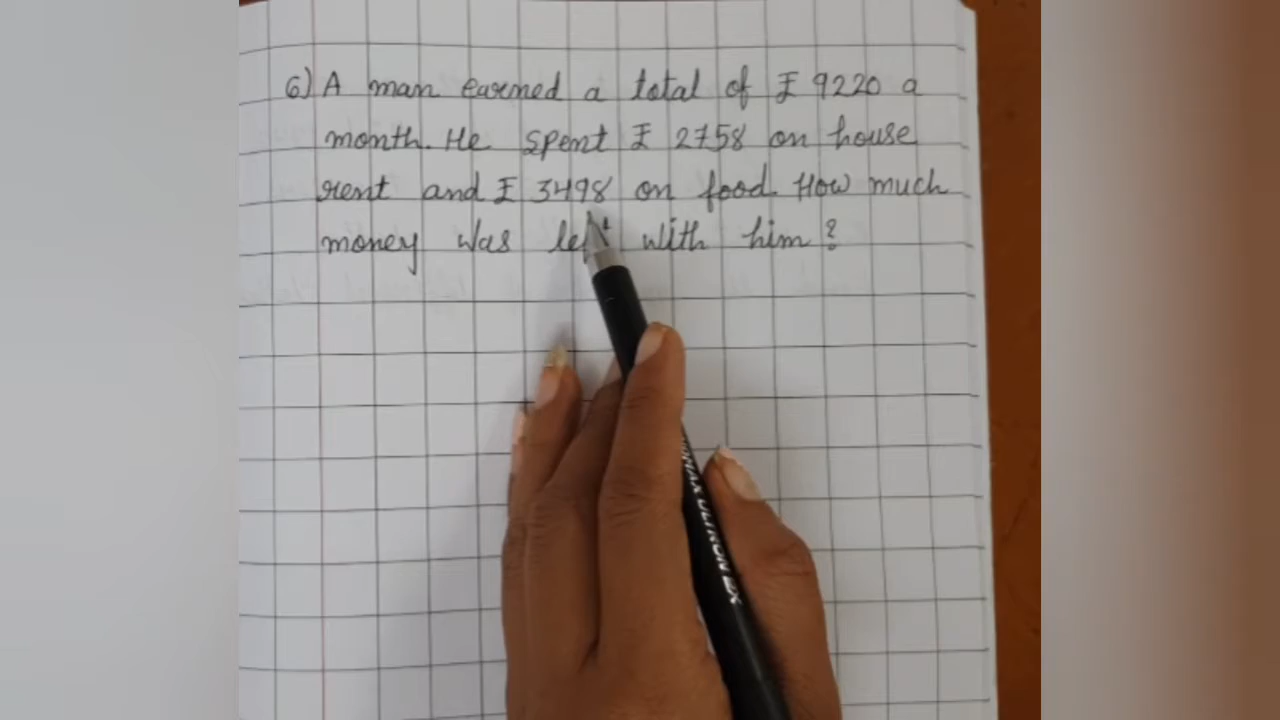 6) A man earned a total of ₹ 9220 a
month. He spent ₹ 2758 on house
rent and ₹ 3498 on food. How much
money was left with him ?